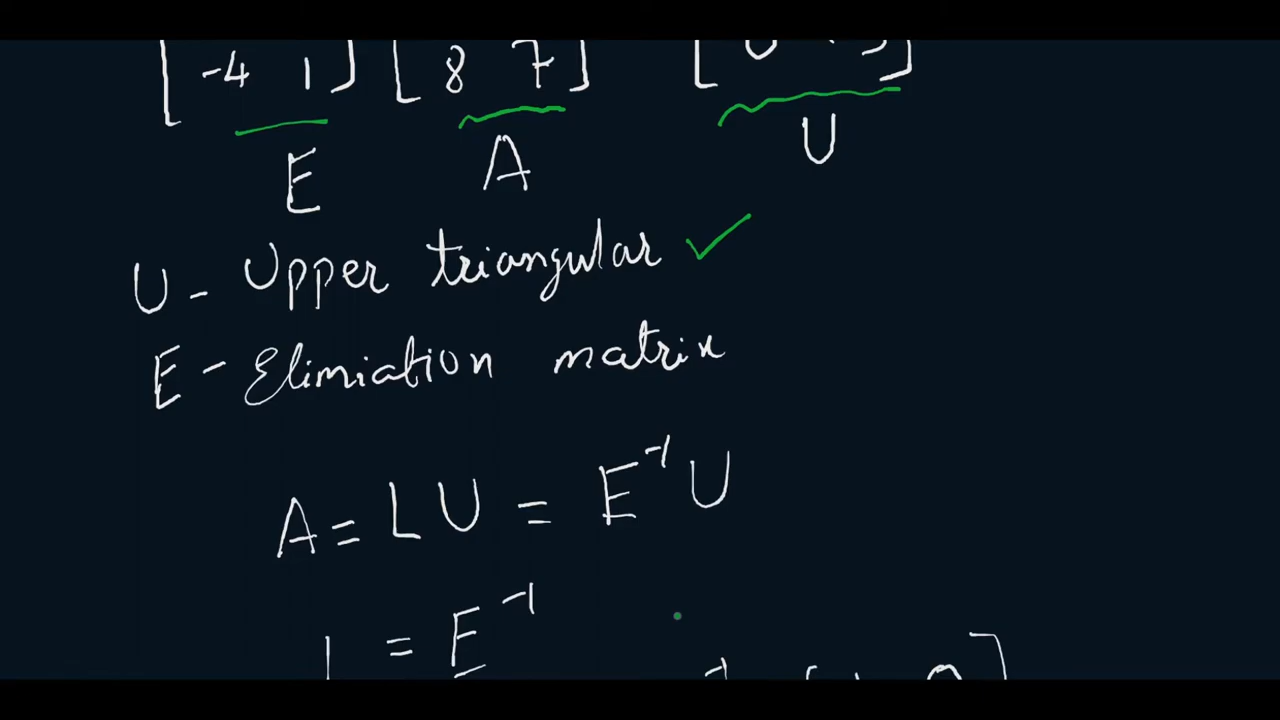 -4 1 8 7
E A U
U - Upper triangular ✓
E - Elimiation matrix
A = LU = E⁻¹U
= E⁻¹